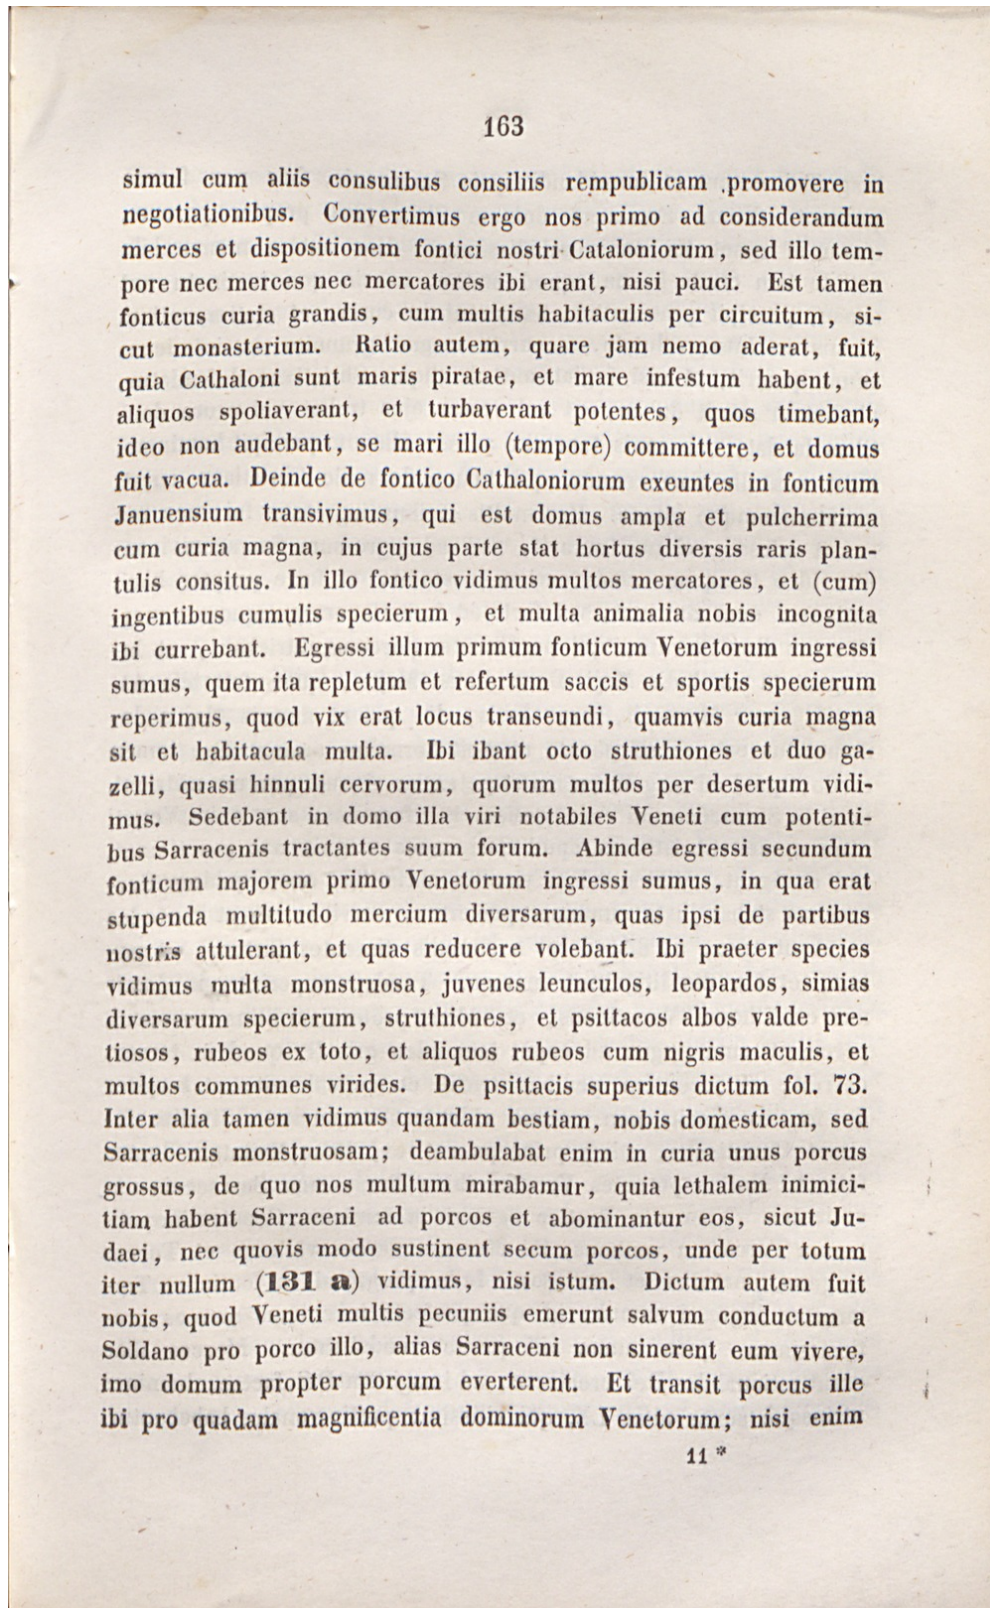 163
simul cum aliis consulibus consiliis rempublicam promovere in
negotiationibus. Convertimus ergo nos primo ad considerandum
merces et dispositionem fontici nostri Cataloniorum, sed illo tem-
pore nec merces nec mercatores ibi erant, nisi pauci. Est tamen
fonticus curia grandis, cum multis habitaculis per circuitum, si-
cut monasterium. Ratio autem, quare jam nemo aderat, fuit,
quia Cathaloni sunt maris piratae, et mare infestum habent, et
aliquos spoliaverant, et turbaverant potentes, quos timebant,
ideo non audebant, se mari illo (tempore) committere, et domus
fuit vacua. Deinde de fontico Cathaloniorum exeuntes in fonticum
Januensium transivimus, qui est domus ampla et pulcherrima
cum curia magna, in cujus parte stat hortus diversis raris plan-
tulis consitus. In illo fontico vidimus multos mercatores, et (cum)
ingentibus cumulis specierum, et multa animalia nobis incognita
ibi currebant. Egressi illum primum fonticum Venetorum ingressi
sumus, quem ita repletum et refertum saccis et sportis specierum
reperimus, quod vix erat locus transeundi, quamvis curia magna
sit et habitacula multa. Ibi ibant octo struthiones et duo ga-
zelli, quasi hinnuli cervorum, quorum multos per desertum vidi-
mus. Sedebant in domo illa viri notabiles Veneti cum potenti-
bus Sarracenis tractantes suum forum. Abinde egressi secundum
fonticum majorem primo Venetorum ingressi sumus, in qua erat
stupenda multitudo mercium diversarum, quas ipsi de partibus
nostris attulerant, et quas reducere volebant. Ibi praeter species
vidimus multa monstruosa, juvenes leunculos, leopardos, simias
diversarum specierum, struthiones, et psittacos albos valde pre-
tiosos, rubeos ex toto, et aliquos rubeos cum nigris maculis, et
multos communes virides. De psittacis superius dictum fol. 73.
Inter alia tamen vidimus quandam bestiam, nobis domesticam, sed
Sarracenis monstruosam; deambulabat enim in curia unus porcus
grossus, de quo nos multum mirabamur, quia lethalem inimici-
tiam habent Sarraceni ad porcos et abominantur eos, sicut Ju-
daei, nec quovis modo sustinent secum porcos, unde per totum
iter nullum (131 a) vidimus, nisi istum. Dictum autem fuit
nobis, quod Veneti multis pecuniis emerunt salvum conductum a
Soldano pro porco illo, alias Sarraceni non sinerent eum vivere,
imo domum propter porcum everterent. Et transit porcus ille
ibi pro quadam magnificentia dominorum Venetorum; nisi enim
11 *